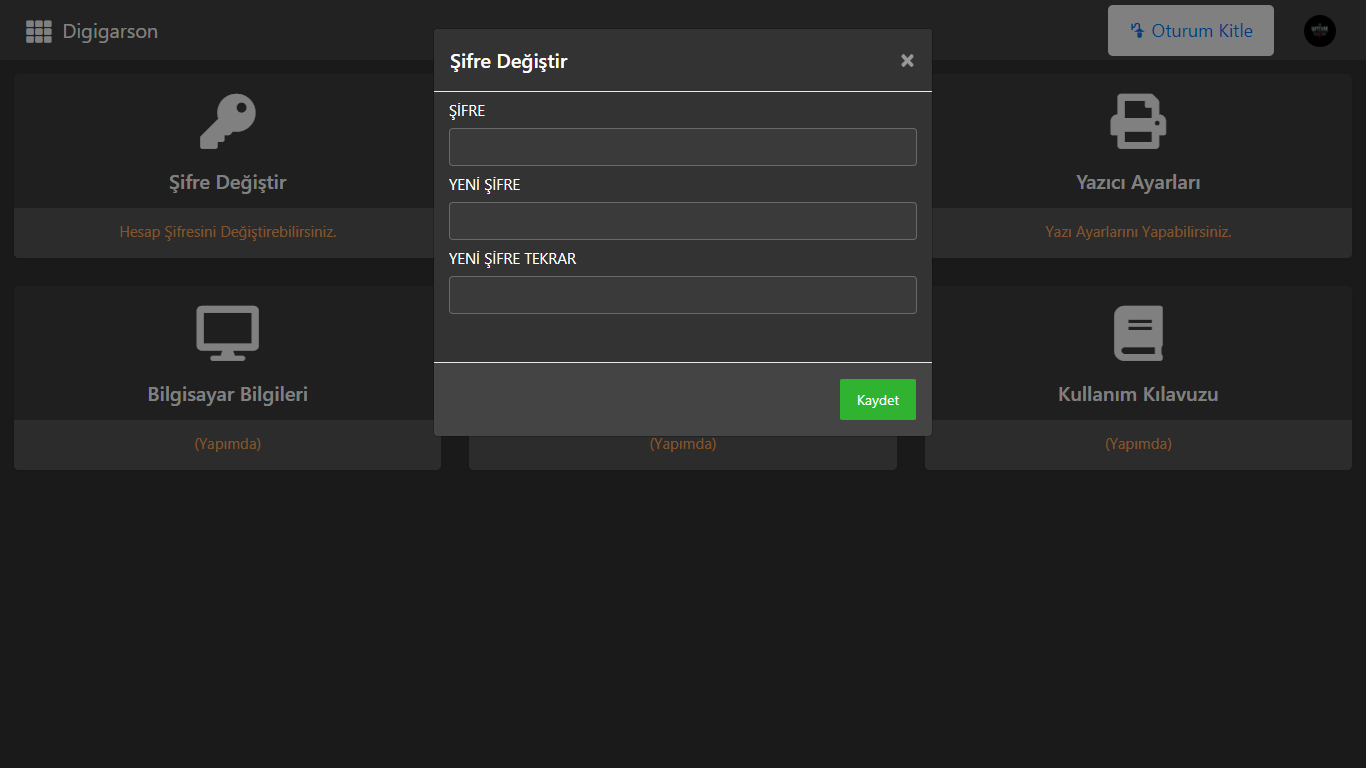 Digigarson
Oturum Kitle
Şifre Değiştir
×
ŞİFRE
YENİ ŞİFRE
YENİ ŞİFRE TEKRAR
Kaydet
Şifre Değiştir
Hesap Şifresini Değiştirebilirsiniz.
Yazıcı Ayarları
Yazı Ayarlarını Yapabilirsiniz.
Bilgisayar Bilgileri
(Yapımda)
(Yapımda)
Kullanım Kılavuzu
(Yapımda)